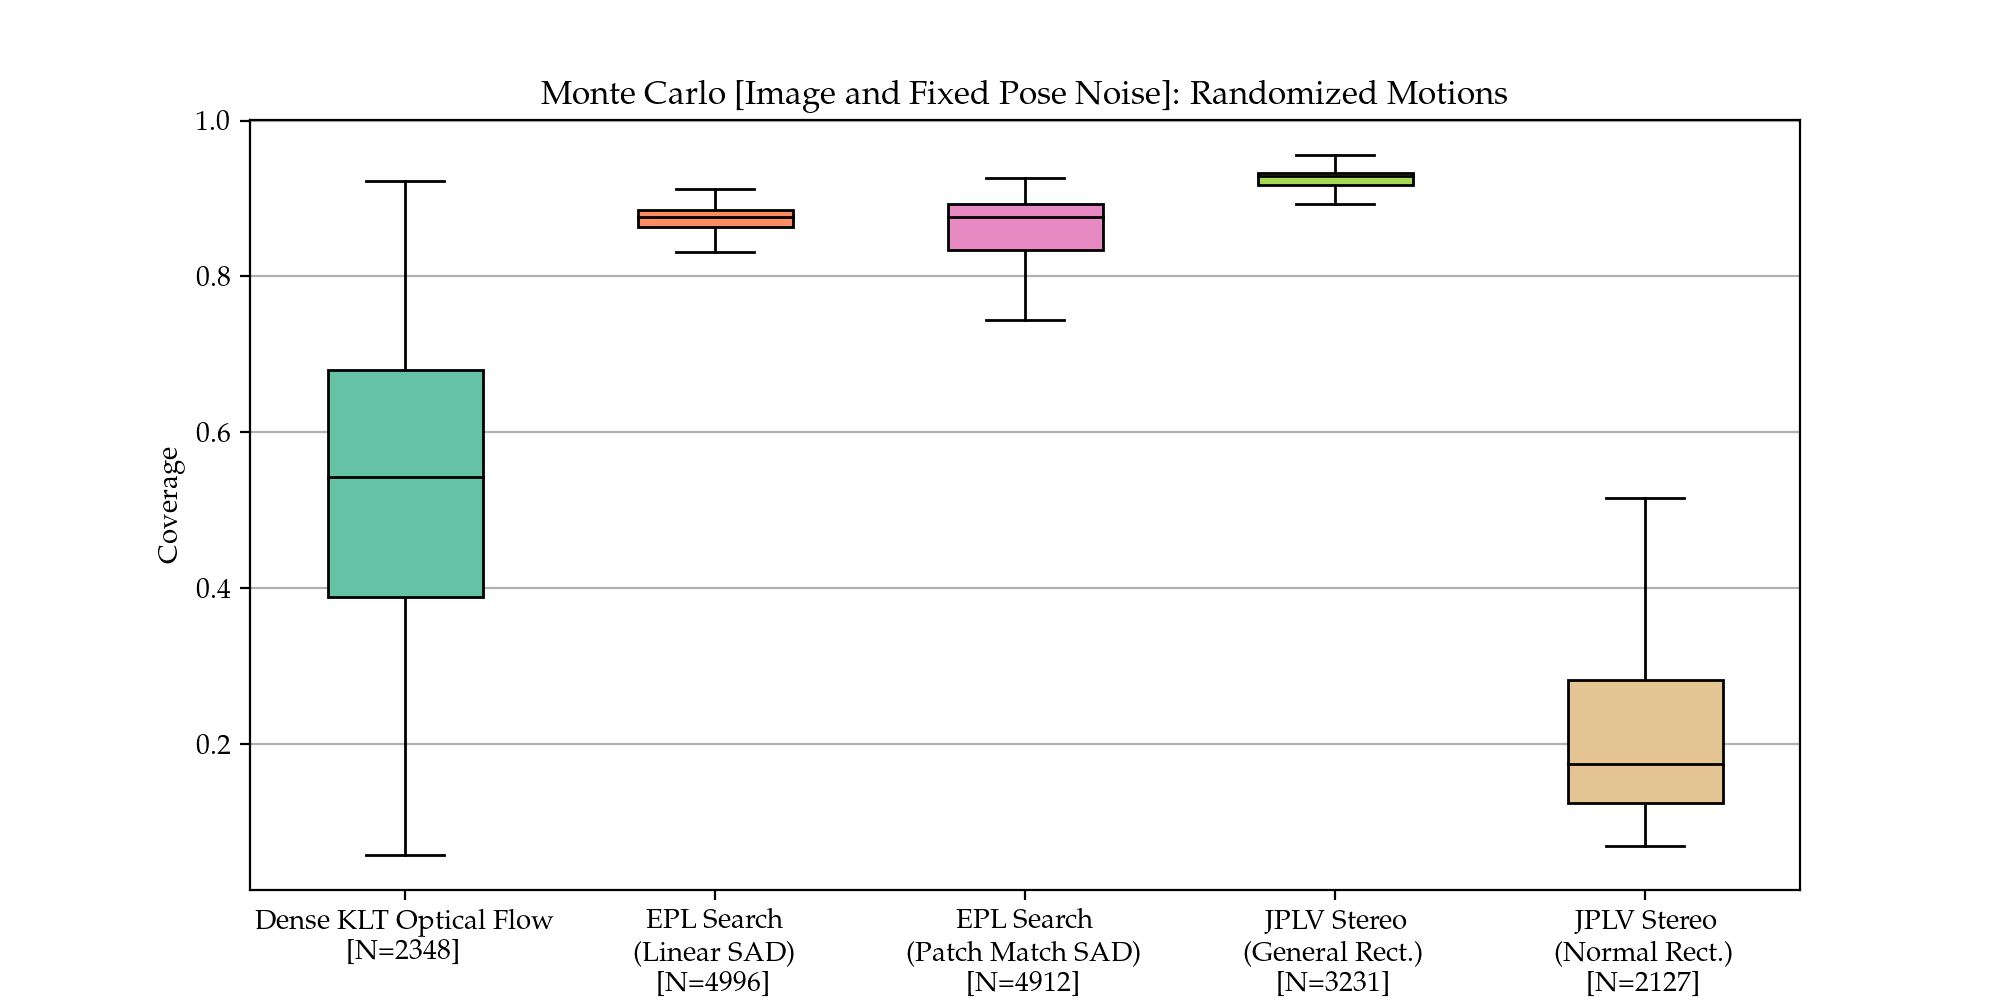 Monte Carlo [Image and Fixed Pose Noise]: Randomized Motions
1.0
0.8
0.6
0.4
0.2
Coverage
Dense KLT Optical Flow
[N=2348]
EPL Search
(Linear SAD)
[N=4996]
EPL Search
(Patch Match SAD)
[N=4912]
JPLV Stereo
(General Rect.)
[N=3231]
JPLV Stereo
(Normal Rect.)
[N=2127]